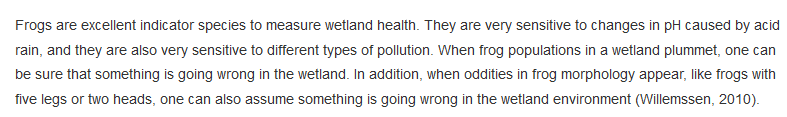 Frogs are excellent indicator species to measure wetland health. They are very sensitive to changes in pH caused by acid
rain, and they are also very sensitive to different types of pollution. When frog populations in a wetland plummet, one can
be sure that something is going wrong in the wetland. In addition, when oddities in frog morphology appear, like frogs with
five legs or two heads, one can also assume something is going wrong in the wetland environment (Willemssen, 2010).